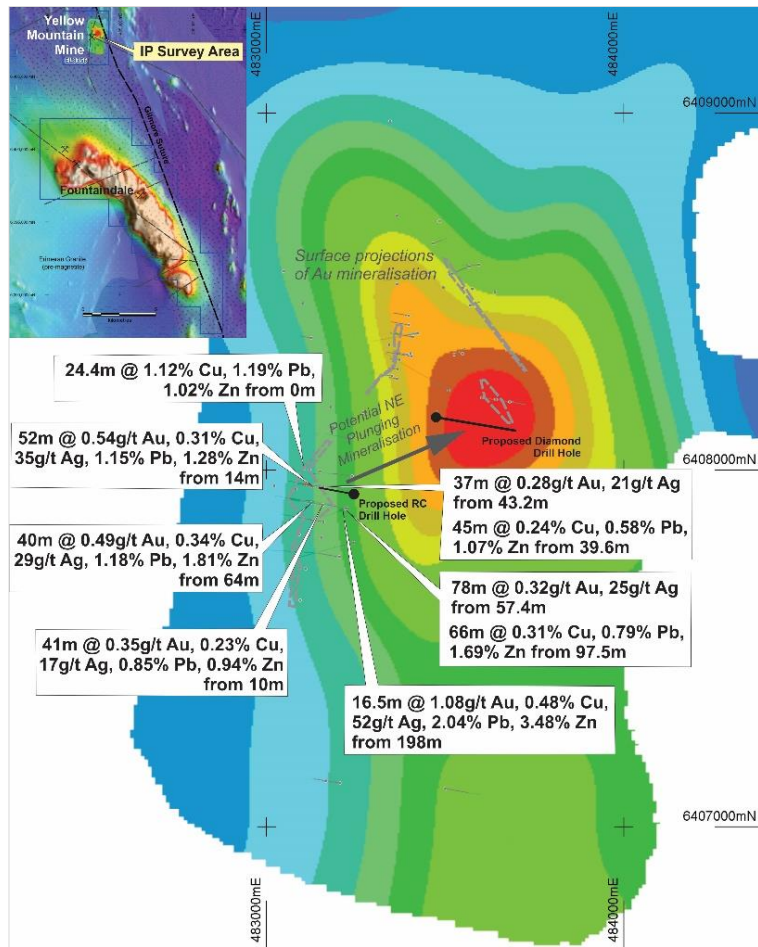 Yellow
Mountain
Mine
IP Survey Area
Gilmore Suture
Fountaindale
Erimeran Granite
(pre-magnetite)
483000mE
484000mE
6409000mN
Surface projections
of Au mineralisation
24.4m @ 1.12% Cu, 1.19% Pb,
1.02% Zn from 0m
Potential NE
Plunging
Mineralisation
Proposed Diamond
Drill Hole
52m @ 0.54g/t Au, 0.31% Cu,
35g/t Ag, 1.15% Pb, 1.28% Zn
from 14m
6408000mN
37m @ 0.28g/t Au, 21g/t Ag
from 43.2m
45m @ 0.24% Cu, 0.58% Pb,
1.07% Zn from 39.6m
Proposed RC
Drill Hole
40m @ 0.49g/t Au, 0.34% Cu,
29g/t Ag, 1.18% Pb, 1.81% Zn
from 64m
78m @ 0.32g/t Au, 25g/t Ag
from 57.4m
66m @ 0.31% Cu, 0.79% Pb,
1.69% Zn from 97.5m
41m @ 0.35g/t Au, 0.23% Cu,
17g/t Ag, 0.85% Pb, 0.94% Zn
from 10m
16.5m @ 1.08g/t Au, 0.48% Cu,
52g/t Ag, 2.04% Pb, 3.48% Zn
from 198m
6407000mN
483000mE
484000mE